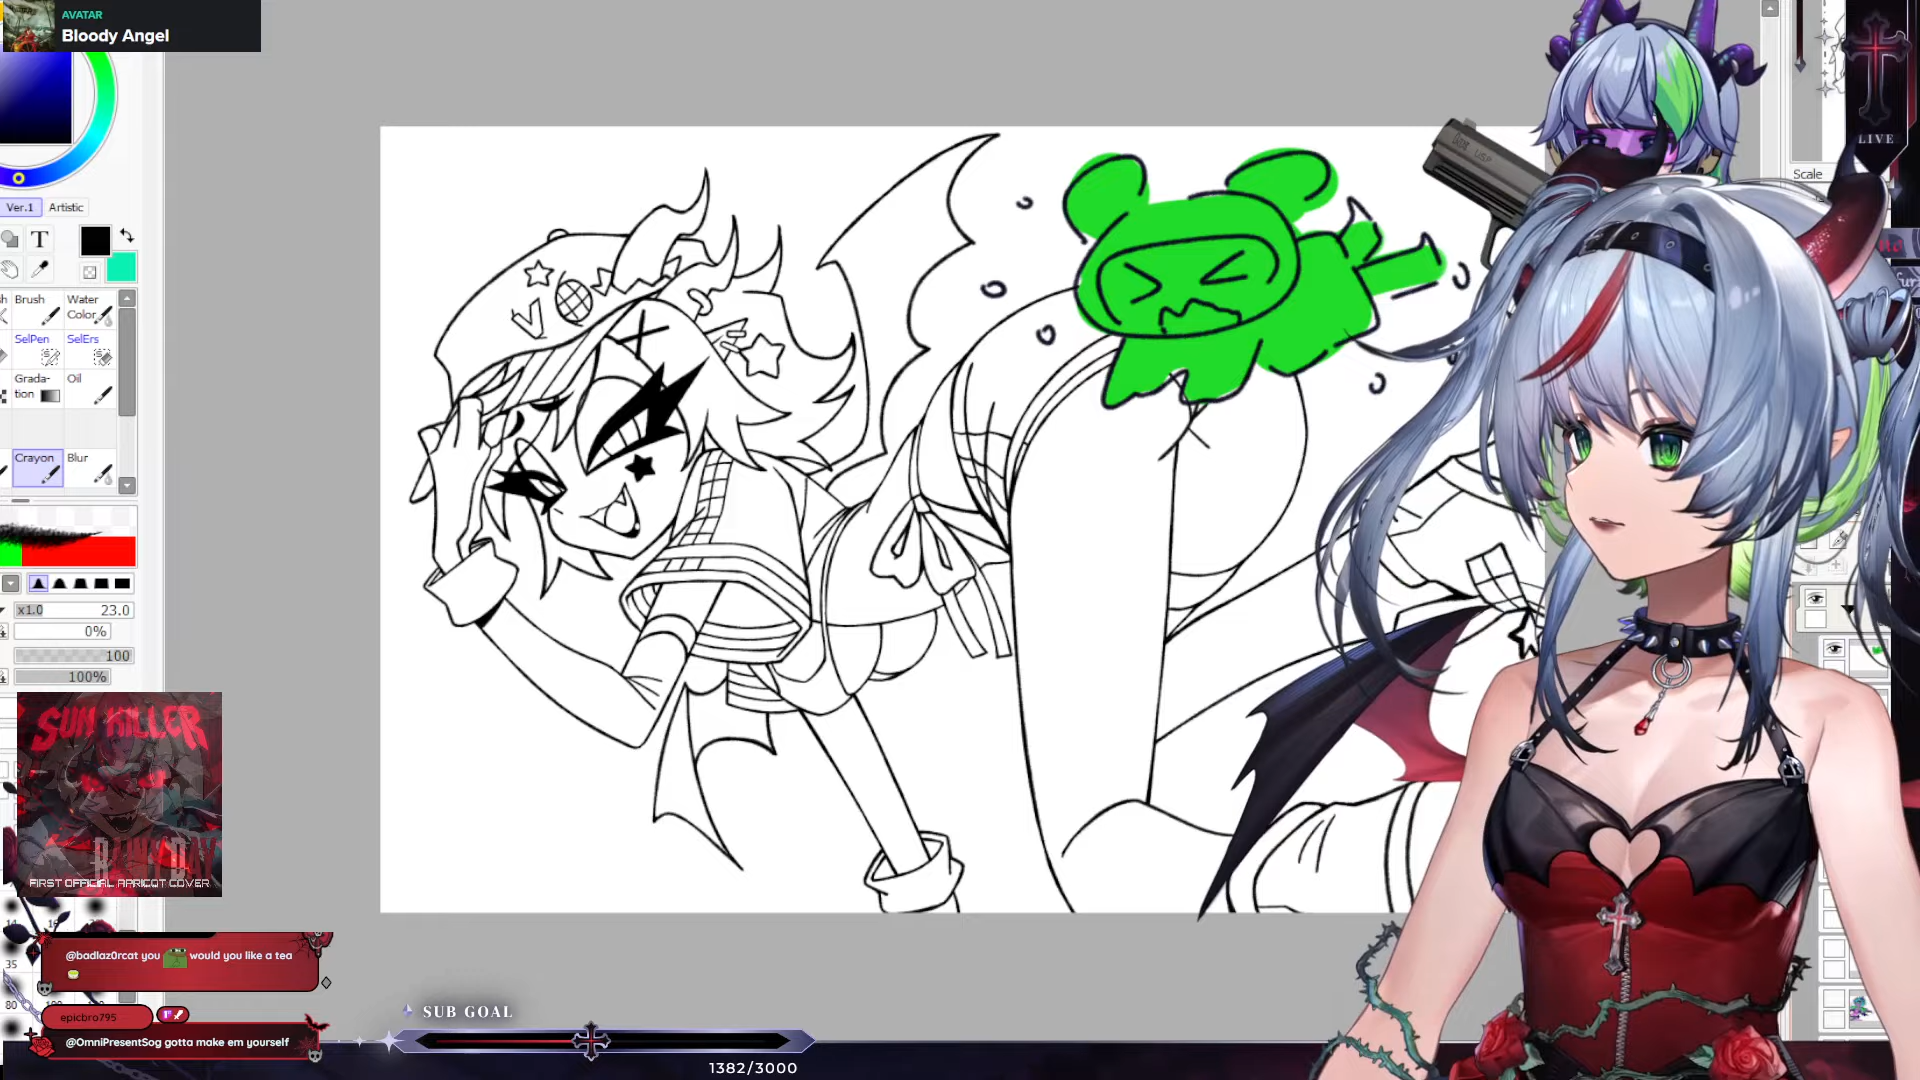 AVATAR
Bloody Angel
Ver.1 Artistic
T
Brush Water
Color
SelPen SelErs
Grada-
tion Oil
Crayon Blur
x1.0 23.0
0%
100
100%
SUN KILLER
FIRST OFFICIAL APRICOT COVER
35
80
@badlaz0rcat you would you like a tea
epicbro795
@OmniPresentSog gotta make em yourself
SUB GOAL
1382/3000
LIVE
Scale